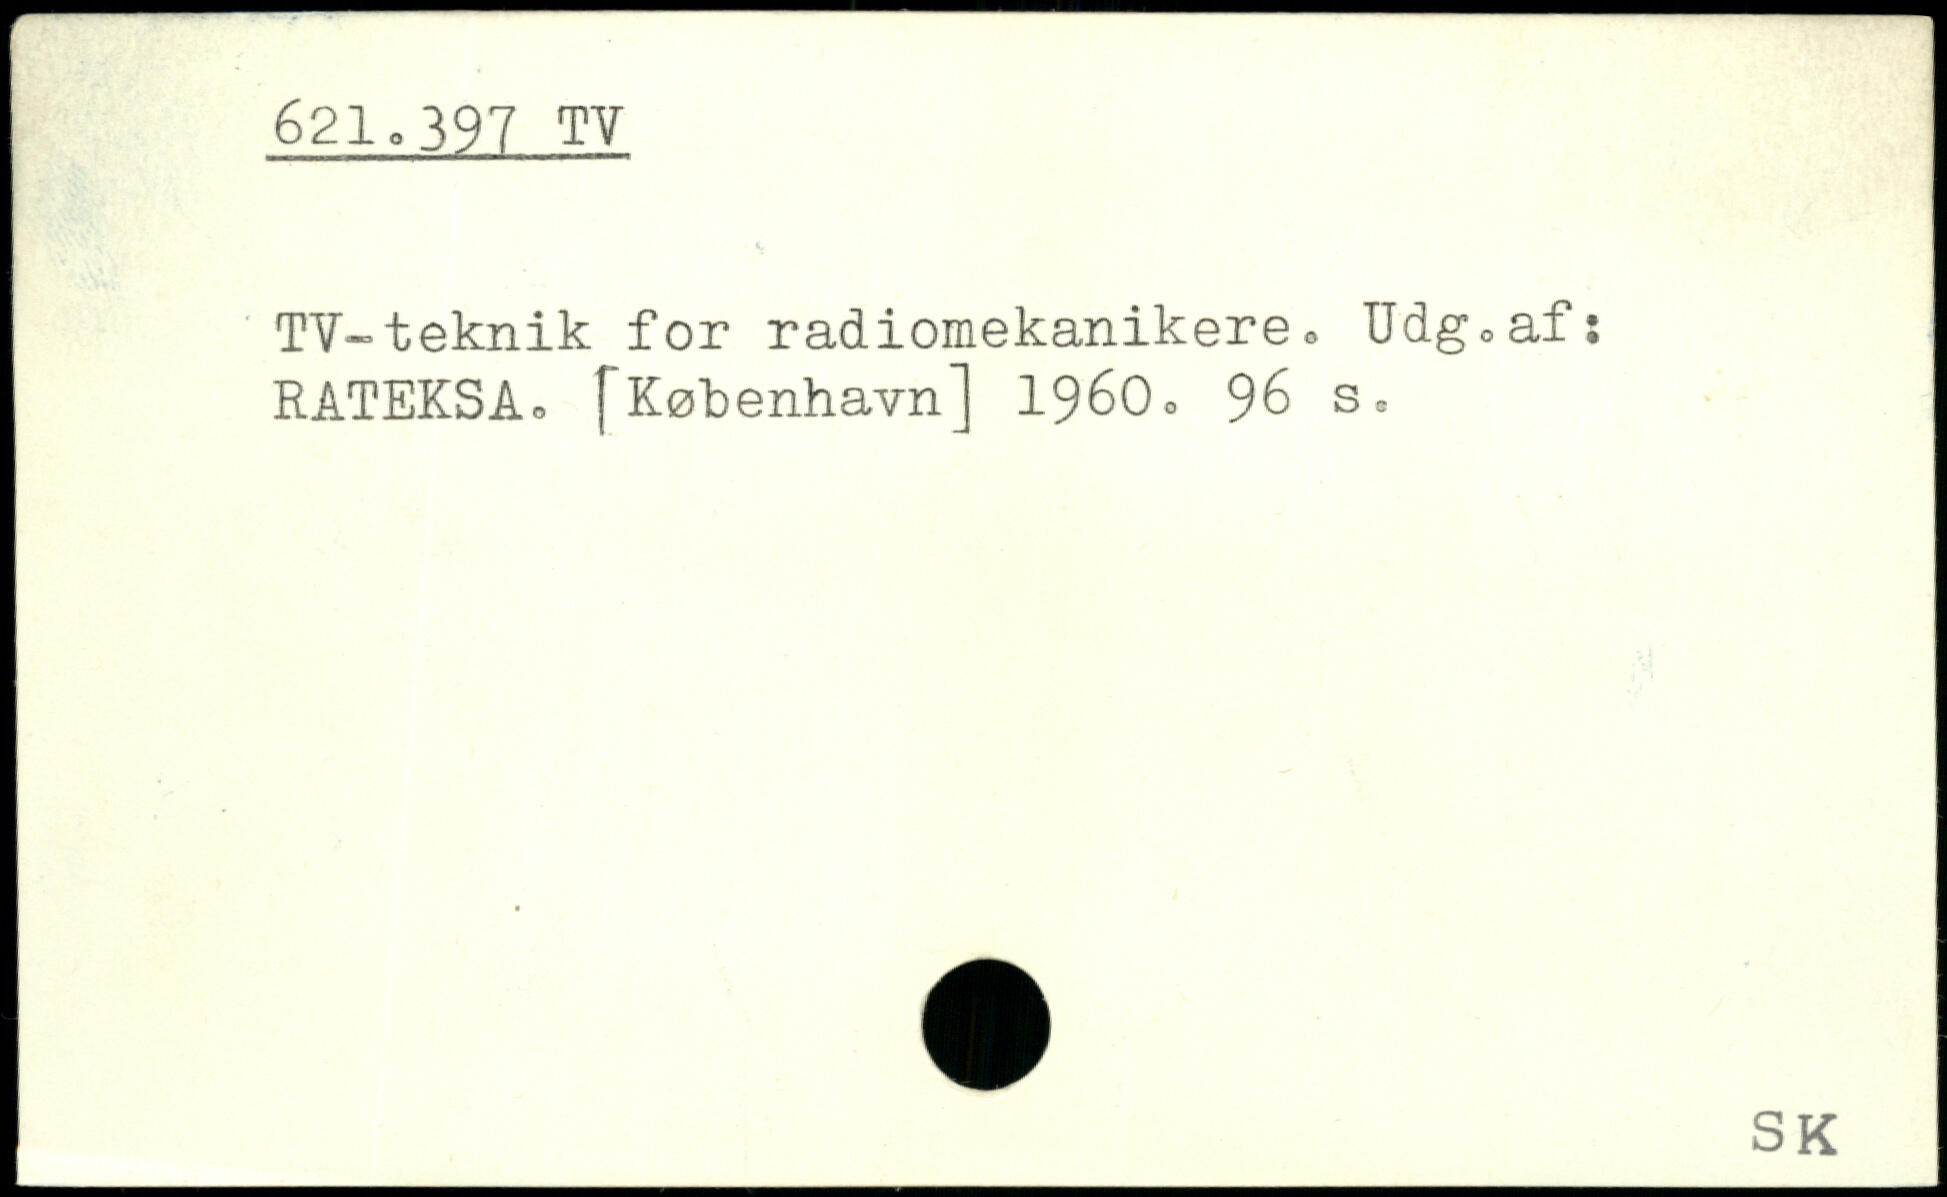 621.397 TV
TV-teknik for radiomekanikere. Udg.af:
RATEKSA. [København] 1960. 96 s.
SK